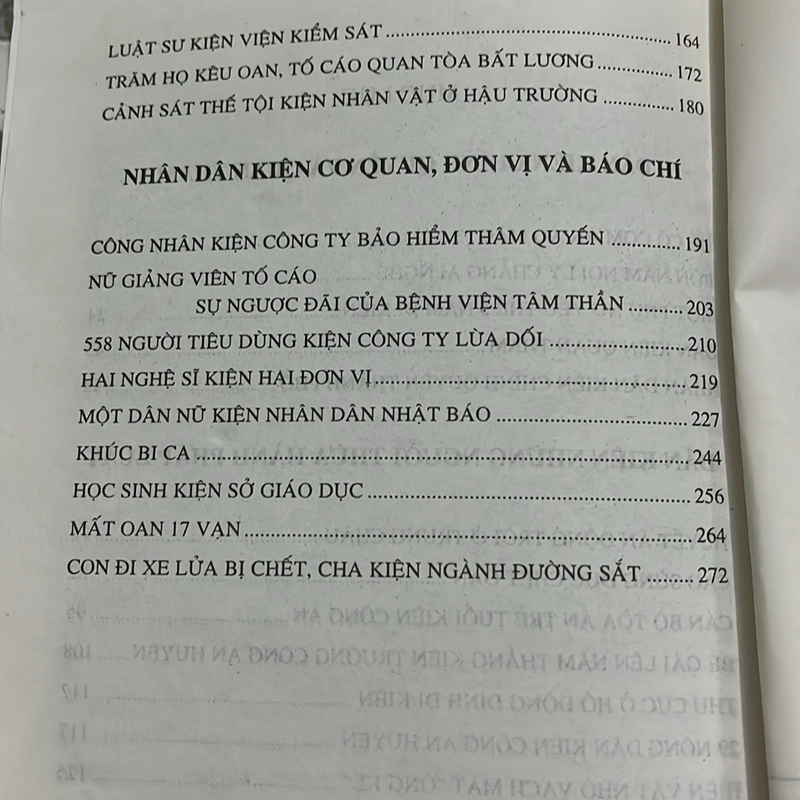 LUẬT SƯ KIỆN VIỆN KIỂM SÁT ........ 164
TRĂM HỌ KÊU OAN, TỐ CÁO QUAN TÒA BẤT LƯƠNG ........ 172
CẢNH SÁT THẾ TỘI KIỆN NHÂN VẬT Ở HẬU TRƯỜNG ........ 180
NHÂN DÂN KIỆN CƠ QUAN, ĐƠN VỊ VÀ BÁO CHÍ
CÔNG NHÂN KIỆN CÔNG TY BẢO HIỂM THÂM QUYẾN ........ 191
NỮ GIẢNG VIÊN TỐ CÁO
SỰ NGƯỢC ĐÃI CỦA BỆNH VIỆN TÂM THẦN ........ 203
558 NGƯỜI TIÊU DÙNG KIỆN CÔNG TY LỪA DỐI ........ 210
HAI NGHỆ SĨ KIỆN HAI ĐƠN VỊ ........ 219
MỘT DÂN NỮ KIỆN NHÂN DÂN NHẬT BÁO ........ 227
KHÚC BI CA ........ 244
HỌC SINH KIỆN SỞ GIÁO DỤC ........ 256
MẤT OAN 17 VẠN ........ 264
CON ĐI XE LỬA BỊ CHẾT, CHA KIỆN NGÀNH ĐƯỜNG SẮT ........ 272